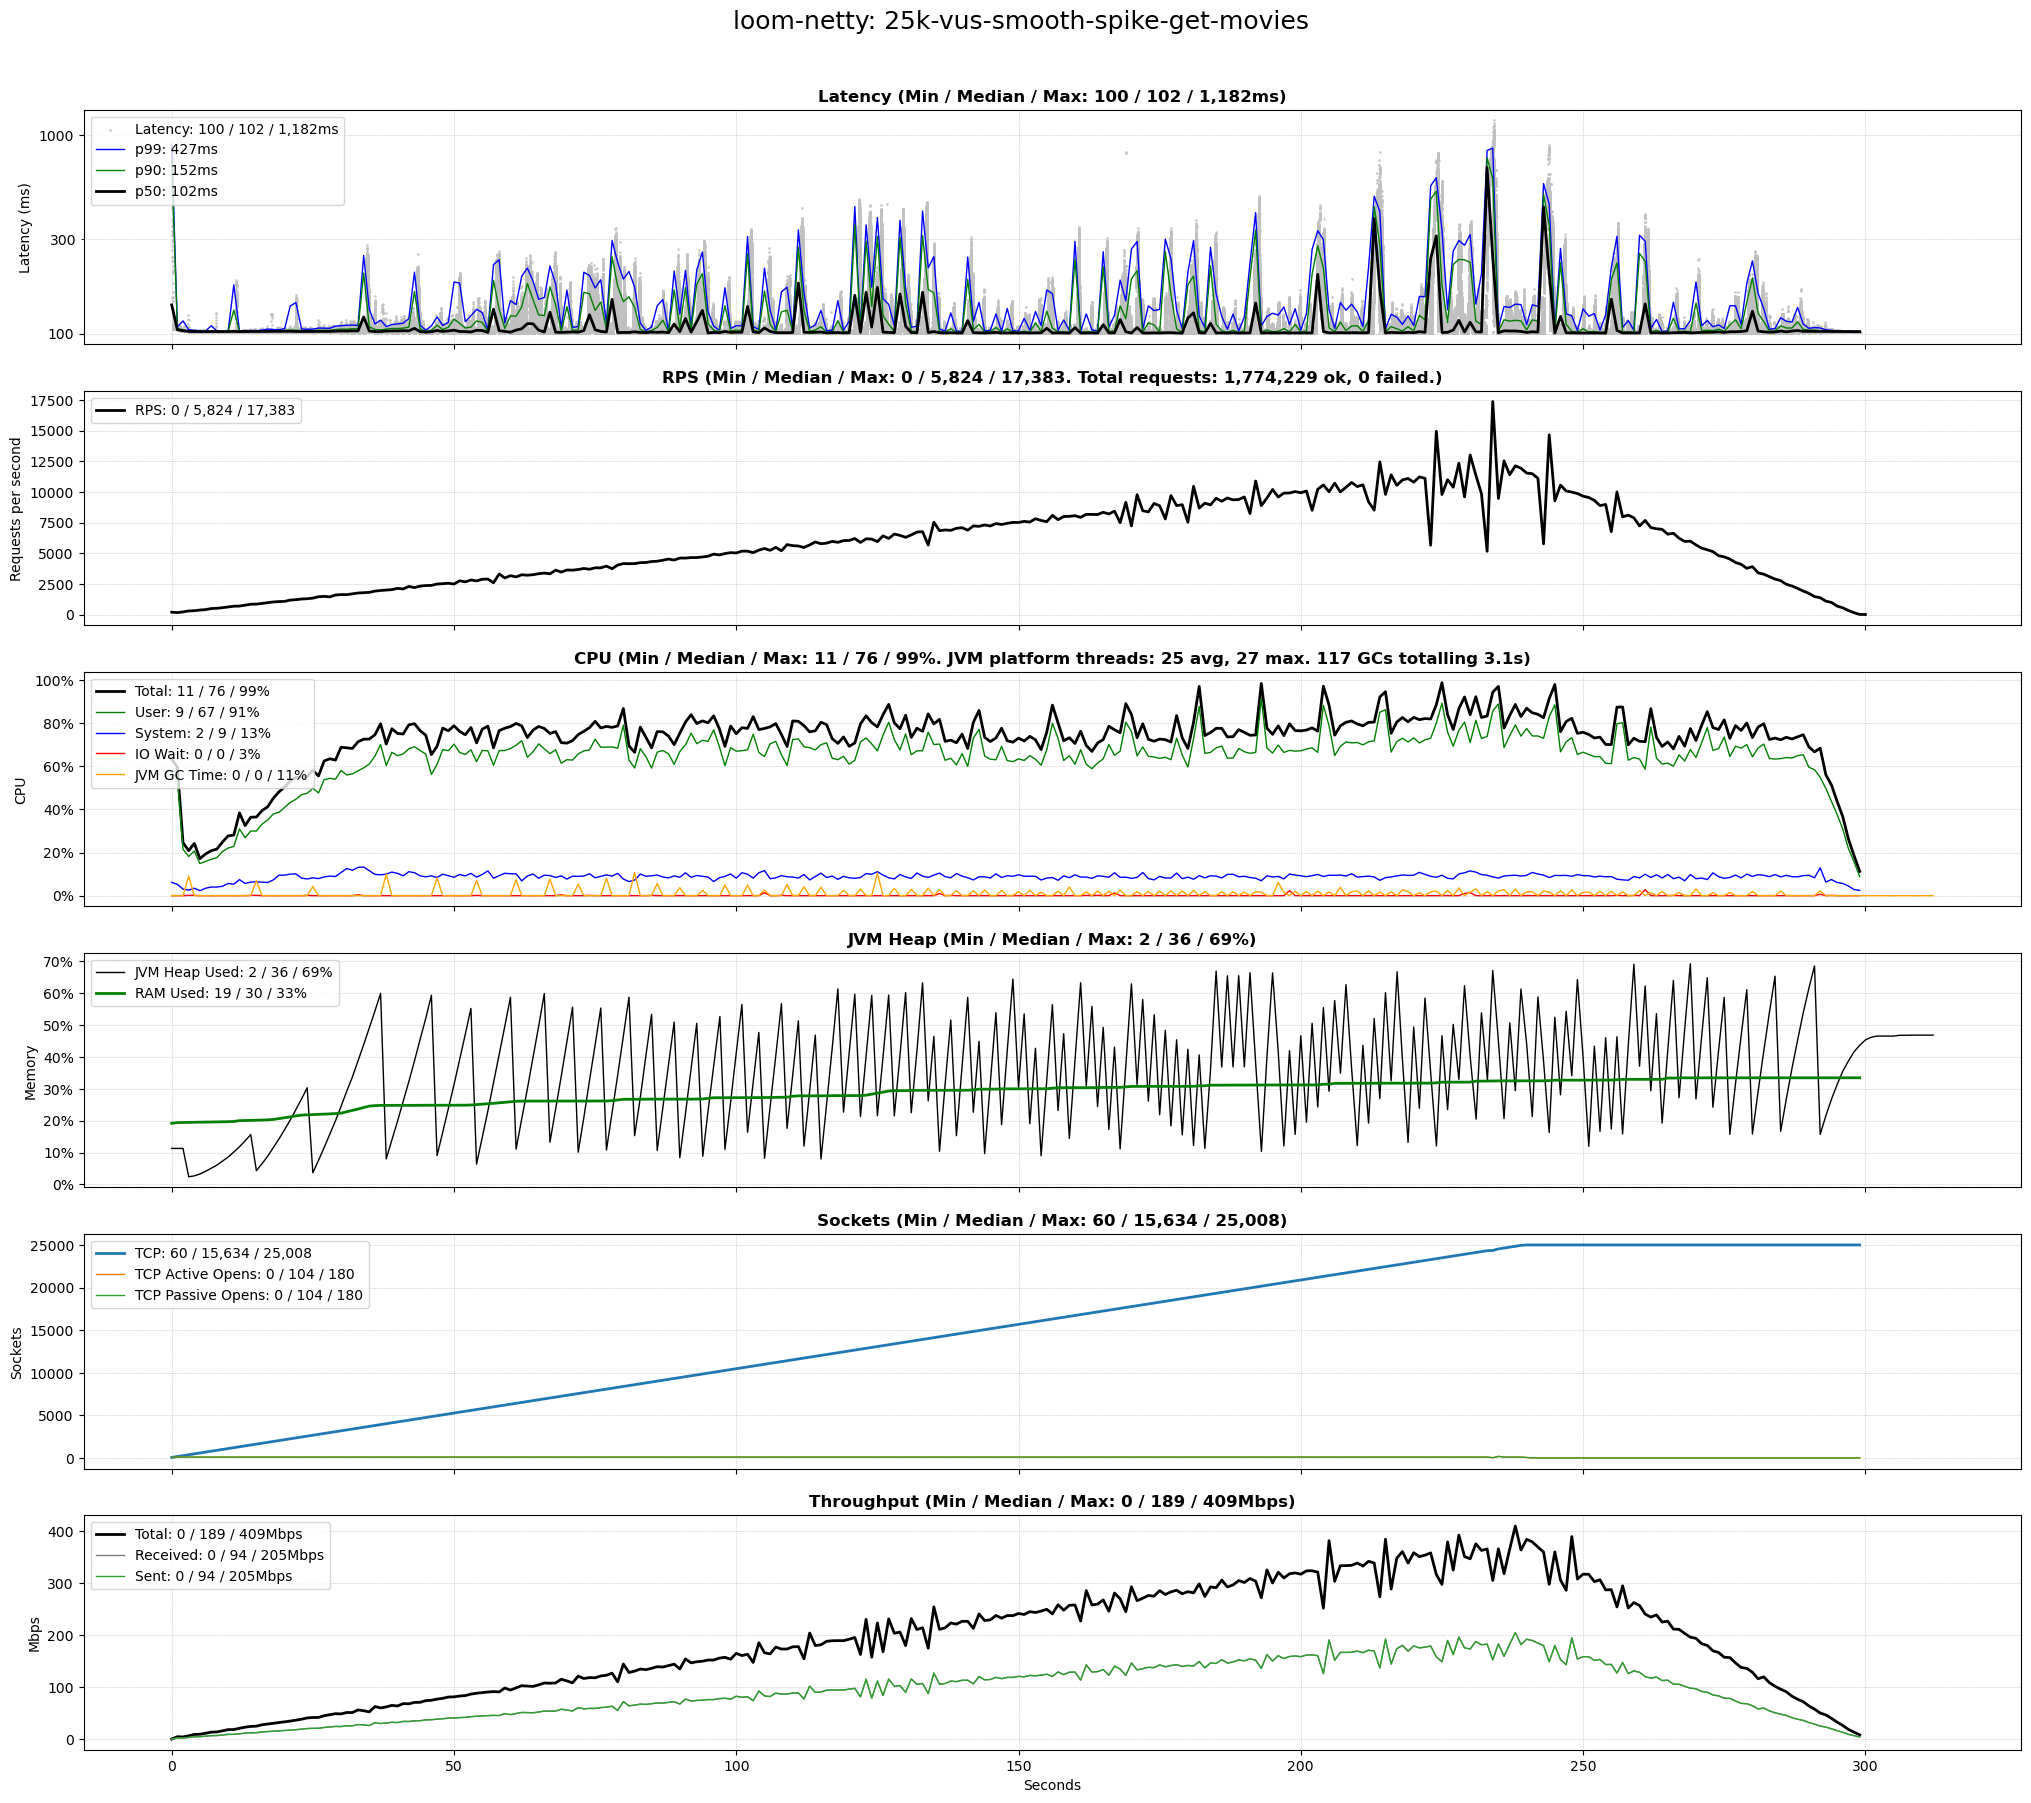 loom-netty: 25k-vus-smooth-spike-get-movies
Latency (Min / Median / Max: 100 / 102 / 1,182ms)
Latency: 100 / 102 / 1,182ms
p99: 427ms
p90: 152ms
p50: 102ms
1000
300
100
Latency (ms)
RPS (Min / Median / Max: 0 / 5,824 / 17,383. Total requests: 1,774,229 ok, 0 failed.)
RPS: 0 / 5,824 / 17,383
17500
15000
12500
10000
7500
5000
2500
0
Requests per second
CPU (Min / Median / Max: 11 / 76 / 99%. JVM platform threads: 25 avg, 27 max. 117 GCs totalling 3.1s)
Total: 11 / 76 / 99%
User: 9 / 67 / 91%
System: 2 / 9 / 13%
IO Wait: 0 / 0 / 3%
JVM GC Time: 0 / 0 / 11%
100%
80%
60%
40%
20%
0%
CPU
JVM Heap (Min / Median / Max: 2 / 36 / 69%)
JVM Heap Used: 2 / 36 / 69%
RAM Used: 19 / 30 / 33%
70%
60%
50%
40%
30%
20%
10%
0%
Memory
Sockets (Min / Median / Max: 60 / 15,634 / 25,008)
TCP: 60 / 15,634 / 25,008
TCP Active Opens: 0 / 104 / 180
TCP Passive Opens: 0 / 104 / 180
25000
20000
15000
10000
5000
0
Sockets
Throughput (Min / Median / Max: 0 / 189 / 409Mbps)
Total: 0 / 189 / 409Mbps
Received: 0 / 94 / 205Mbps
Sent: 0 / 94 / 205Mbps
400
300
200
100
0
Mbps
0 50 100 150 200 250 300
Seconds